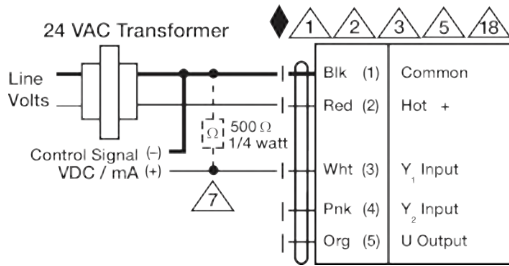 24 VAC Transformer
1 2 3 5 18
Line
Volts
Blk (1) Common
Red (2) Hot +
Ω 500 Ω
1/4 watt
Control Signal (-)
VDC / mA (+)
7
Wht (3) Y1 Input
Pnk (4) Y2 Input
Org (5) U Output